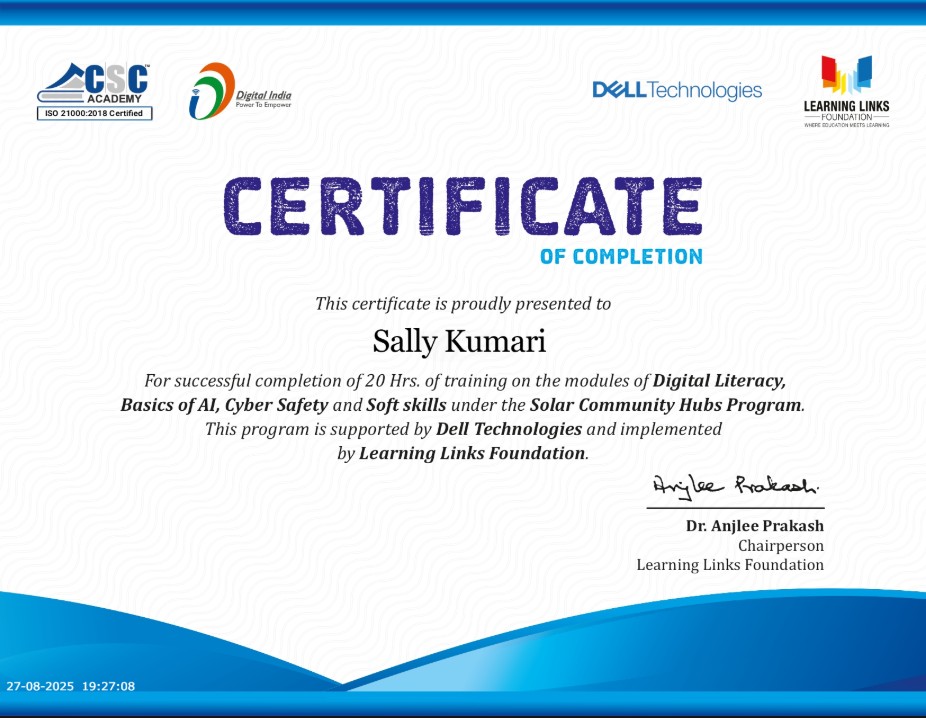 CSC
ACADEMY
ISO 21000:2018 Certified
Digital India
Power To Empower
DELLTechnologies
LEARNING LINKS
FOUNDATION
WHERE EDUCATION MEETS LEARNING
CERTIFICATE
OF COMPLETION
This certificate is proudly presented to
Sally Kumari
For successful completion of 20 Hrs. of training on the modules of Digital Literacy,
Basics of AI, Cyber Safety and Soft skills under the Solar Community Hubs Program.
This program is supported by Dell Technologies and implemented
by Learning Links Foundation.
Anjlee Prakash.
Dr. Anjlee Prakash
Chairperson
Learning Links Foundation
27-08-2025 19:27:08